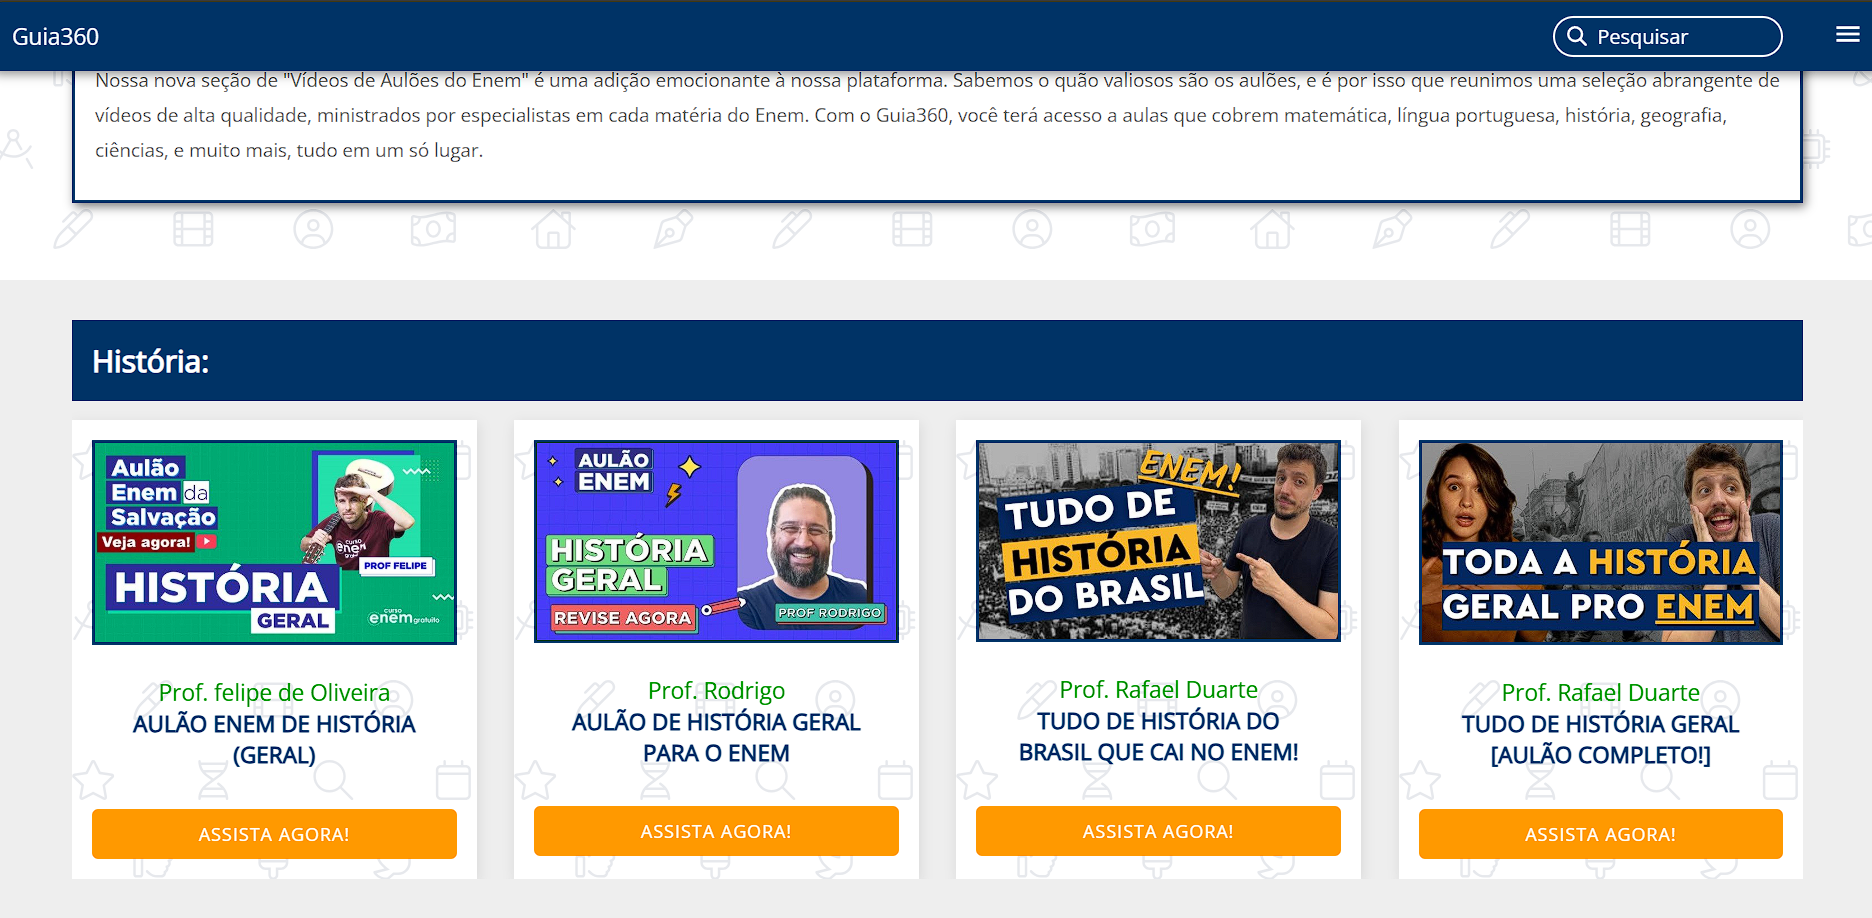 Guia360
Pesquisar
Nossa nova seção de "Vídeos de Aulões do Enem" é uma adição emocionante à nossa plataforma. Sabemos o quão valiosos são os aulões, e é por isso que reunimos uma seleção abrangente de
vídeos de alta qualidade, ministrados por especialistas em cada matéria do Enem. Com o Guia360, você terá acesso a aulas que cobrem matemática, língua portuguesa, história, geografia,
ciências, e muito mais, tudo em um só lugar.
História:
Aulão
Enem da
Salvação
Veja agora!
curso
enem
gratuito
PROF FELIPE
HISTÓRIA
GERAL
curso
enem gratuito
Prof. felipe de Oliveira
AULÃO ENEM DE HISTÓRIA
(GERAL)
ASSISTA AGORA!
AULÃO
ENEM
HISTÓRIA
GERAL
REVISE AGORA
PROF RODRIGO
Prof. Rodrigo
AULÃO DE HISTÓRIA GERAL
PARA O ENEM
ASSISTA AGORA!
ENEM!
TUDO DE
HISTÓRIA
DO BRASIL
Prof. Rafael Duarte
TUDO DE HISTÓRIA DO
BRASIL QUE CAI NO ENEM!
ASSISTA AGORA!
TODA A HISTÓRIA
GERAL PRO ENEM
Prof. Rafael Duarte
TUDO DE HISTÓRIA GERAL
[AULÃO COMPLETO!]
ASSISTA AGORA!